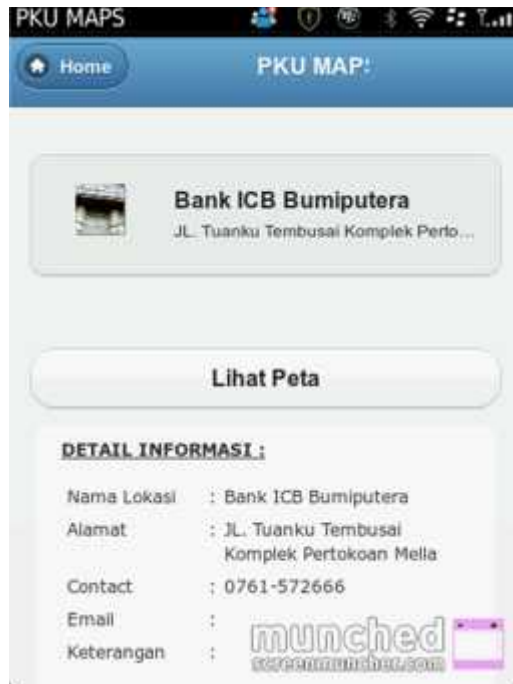 PKU MAPS
Home
PKU MAP:
Bank ICB Bumiputera
JL. Tuanku Tembusai Komplek Perto...
Lihat Peta
DETAIL INFORMASI :
Nama Lokasi : Bank ICB Bumiputera
Alamat : JL. Tuanku Tembusai
Komplek Pertokoan Mella
Contact : 0761-572666
Email :
Keterangan :
munched
screenmuncher.com